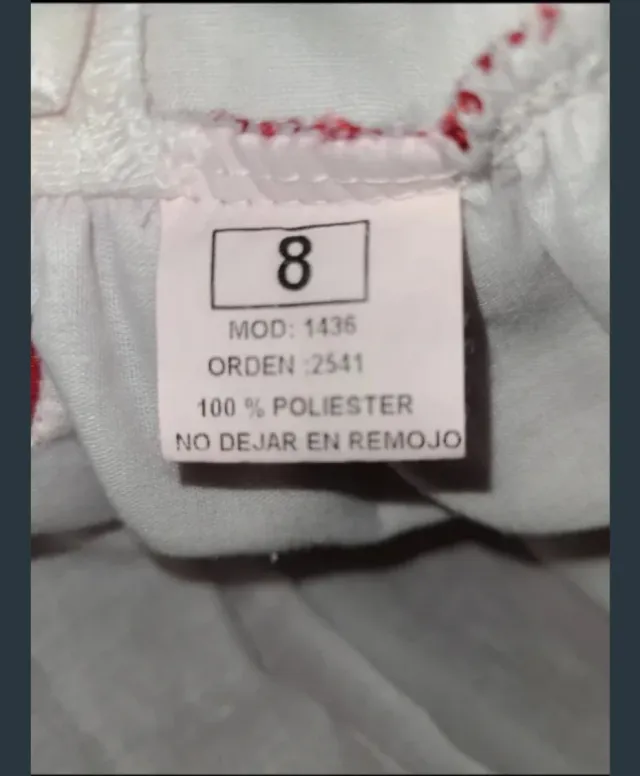 8
MOD: 1436
ORDEN :2541
100 % POLIESTER
NO DEJAR EN REMOJO